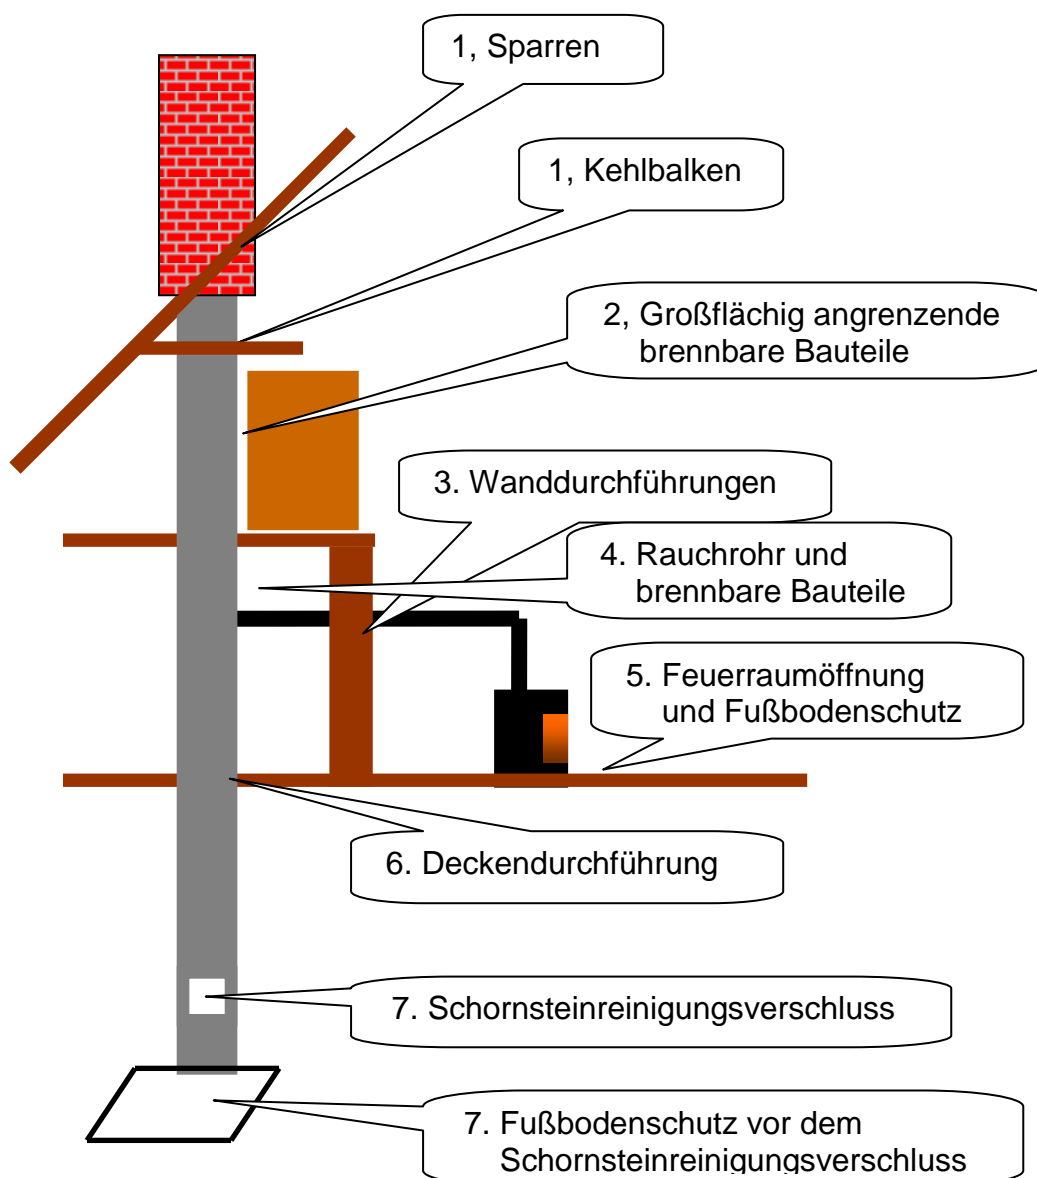 1, Sparren
1, Kehlbalken
2, Großflächig angrenzende
brennbare Bauteile
3. Wanddurchführungen
4. Rauchrohr und
brennbare Bauteile
5. Feuerraumöffnung
und Fußbodenschutz
6. Deckendurchführung
7. Schornsteinreinigungsverschluss
7. Fußbodenschutz vor dem
Schornsteinreinigungsverschluss